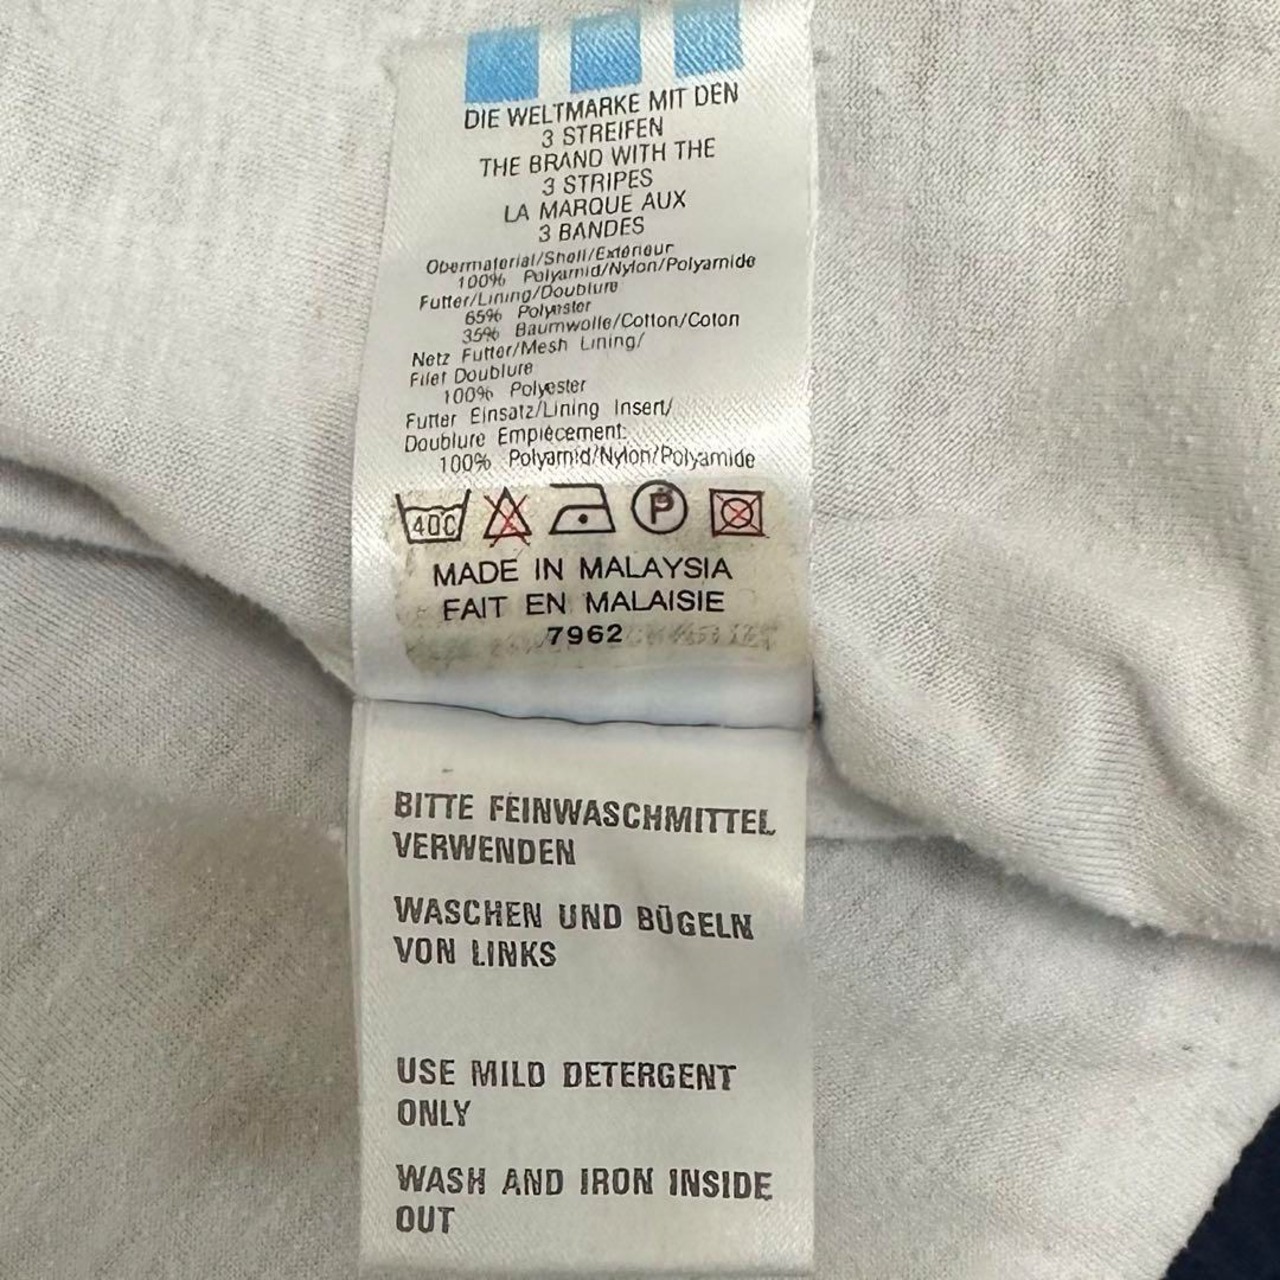 DIE WELTMARKE MIT DEN
3 STREIFEN
THE BRAND WITH THE
3 STRIPES
LA MARQUE AUX
3 BANDES
Obermaterial/Shell/Extérieur
100% Polyamid/Nylon/Polyamide
Futter/Lining/Doublure
65% Polyester
35% Baumwolle/Cotton/Coton
Netz Futter/Mesh Lining/
Filet Doublure
100% Polyester
Futter Einsatz/Lining Insert/
Doublure Empiècement:
100% Polyamid/Nylon/Polyamide
40C P
MADE IN MALAYSIA
FAIT EN MALAISIE
7962
BITTE FEINWASCHMITTEL
VERWENDEN
WASCHEN UND BÜGELN
VON LINKS
USE MILD DETERGENT
ONLY
WASH AND IRON INSIDE
OUT